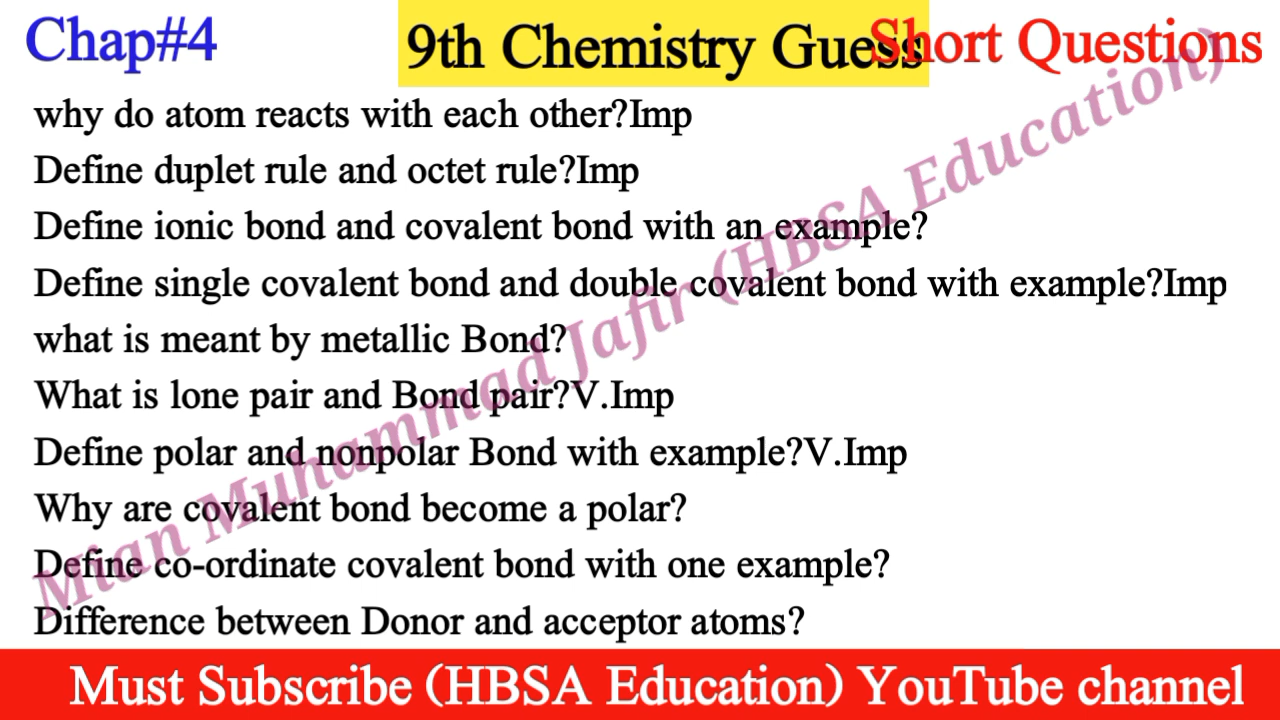 Chap#4 9th Chemistry Guess Short Questions
why do atom reacts with each other?Imp
Define duplet rule and octet rule?Imp
Define ionic bond and covalent bond with an example?
Define single covalent bond and double covalent bond with example?Imp
what is meant by metallic Bond?
What is lone pair and Bond pair?V.Imp
Define polar and nonpolar Bond with example?V.Imp
Why are covalent bond become a polar?
Define co-ordinate covalent bond with one example?
Difference between Donor and acceptor atoms?
Mian Muhammad Jafir (HBSA Education)
Must Subscribe (HBSA Education) YouTube channel